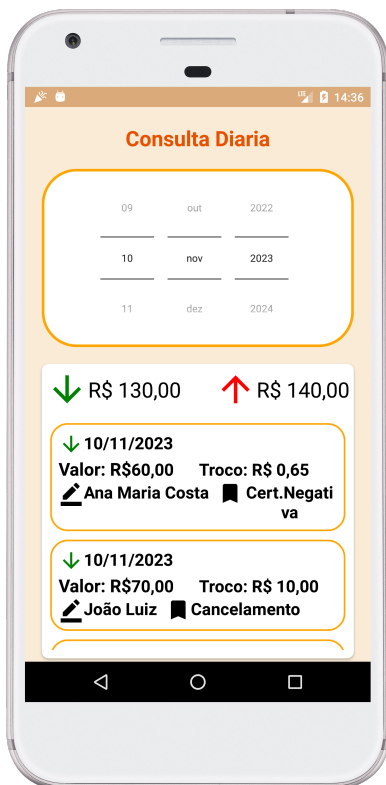 LTE 14:36
Consulta Diaria
09 out 2022
10 nov 2023
11 dez 2024
R$ 130,00 R$ 140,00
10/11/2023
Valor: R$60,00 Troco: R$ 0,65
Ana Maria Costa Cert.Negati
va
10/11/2023
Valor: R$70,00 Troco: R$ 10,00
João Luiz Cancelamento